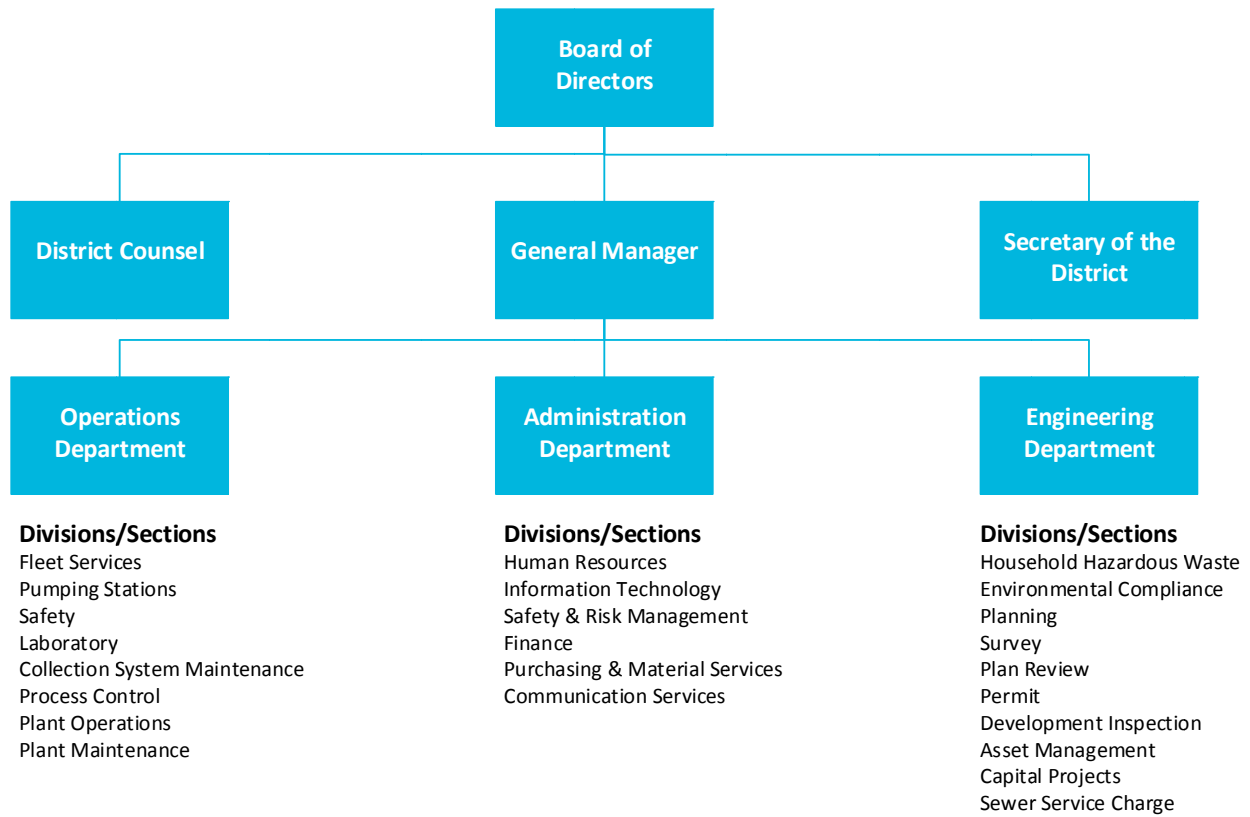 Board of
Directors
District Counsel
General Manager
Secretary of the
District
Operations
Department
Administration
Department
Engineering
Department
Divisions/Sections
Fleet Services
Pumping Stations
Safety
Laboratory
Collection System Maintenance
Process Control
Plant Operations
Plant Maintenance
Divisions/Sections
Human Resources
Information Technology
Safety & Risk Management
Finance
Purchasing & Material Services
Communication Services
Divisions/Sections
Household Hazardous Waste
Environmental Compliance
Planning
Survey
Plan Review
Permit
Development Inspection
Asset Management
Capital Projects
Sewer Service Charge